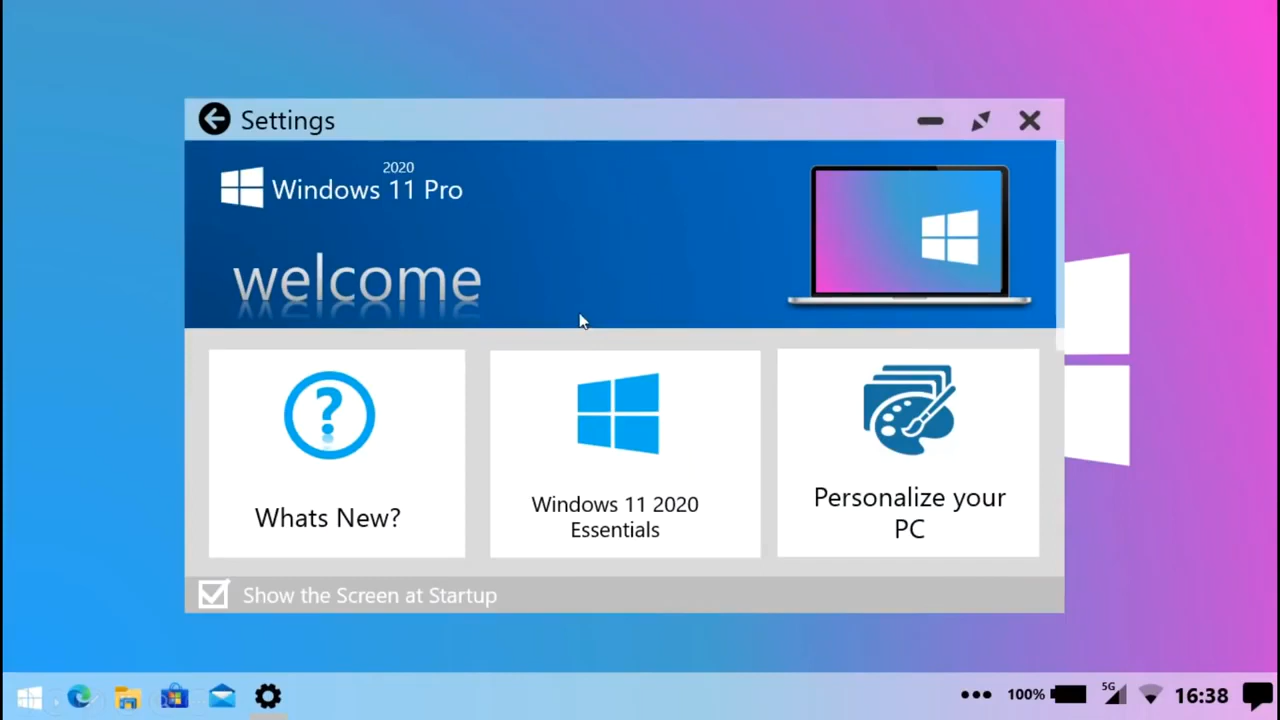 Settings
2020
Windows 11 Pro
welcome
Whats New?
Windows 11 2020
Essentials
Personalize your
PC
Show the Screen at Startup
100%
5G
16:38